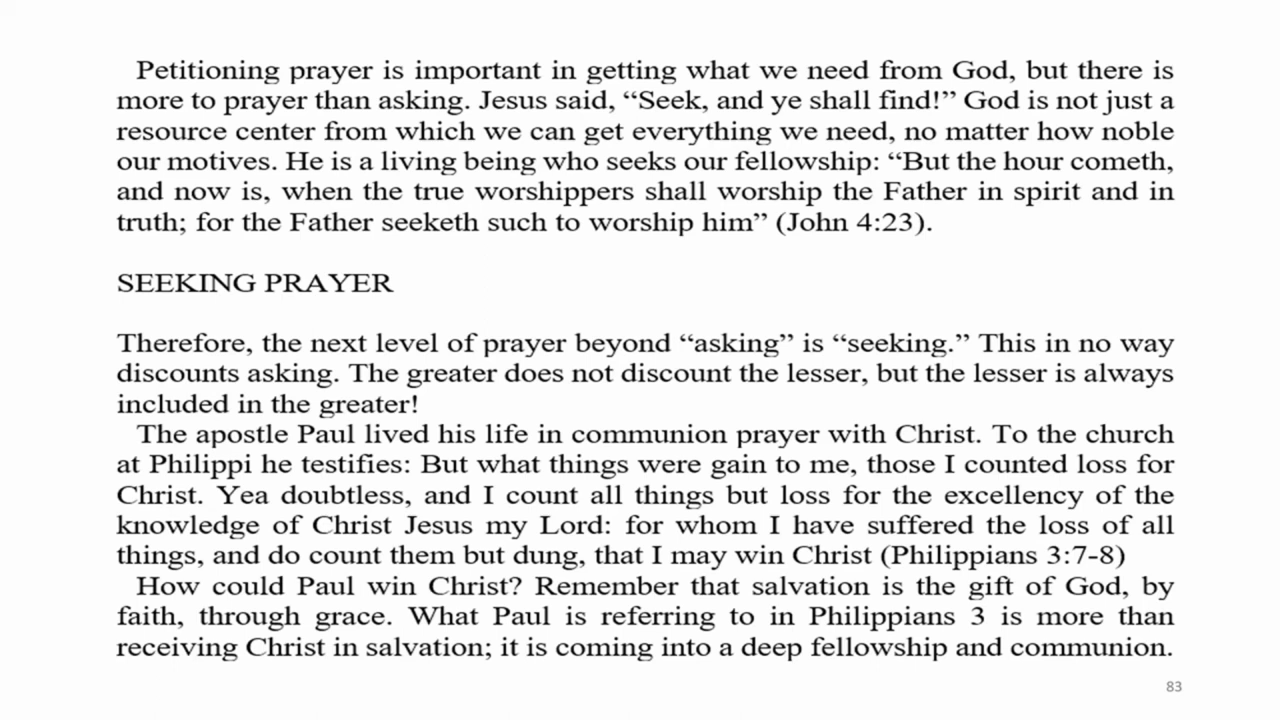 Petitioning prayer is important in getting what we need from God, but there is
more to prayer than asking. Jesus said, “Seek, and ye shall find!” God is not just a
resource center from which we can get everything we need, no matter how noble
our motives. He is a living being who seeks our fellowship: “But the hour cometh,
and now is, when the true worshippers shall worship the Father in spirit and in
truth; for the Father seeketh such to worship him” (John 4:23).
SEEKING PRAYER
Therefore, the next level of prayer beyond “asking” is “seeking.” This in no way
discounts asking. The greater does not discount the lesser, but the lesser is always
included in the greater!
The apostle Paul lived his life in communion prayer with Christ. To the church
at Philippi he testifies: But what things were gain to me, those I counted loss for
Christ. Yea doubtless, and I count all things but loss for the excellency of the
knowledge of Christ Jesus my Lord: for whom I have suffered the loss of all
things, and do count them but dung, that I may win Christ (Philippians 3:7-8)
How could Paul win Christ? Remember that salvation is the gift of God, by
faith, through grace. What Paul is referring to in Philippians 3 is more than
receiving Christ in salvation; it is coming into a deep fellowship and communion.
83